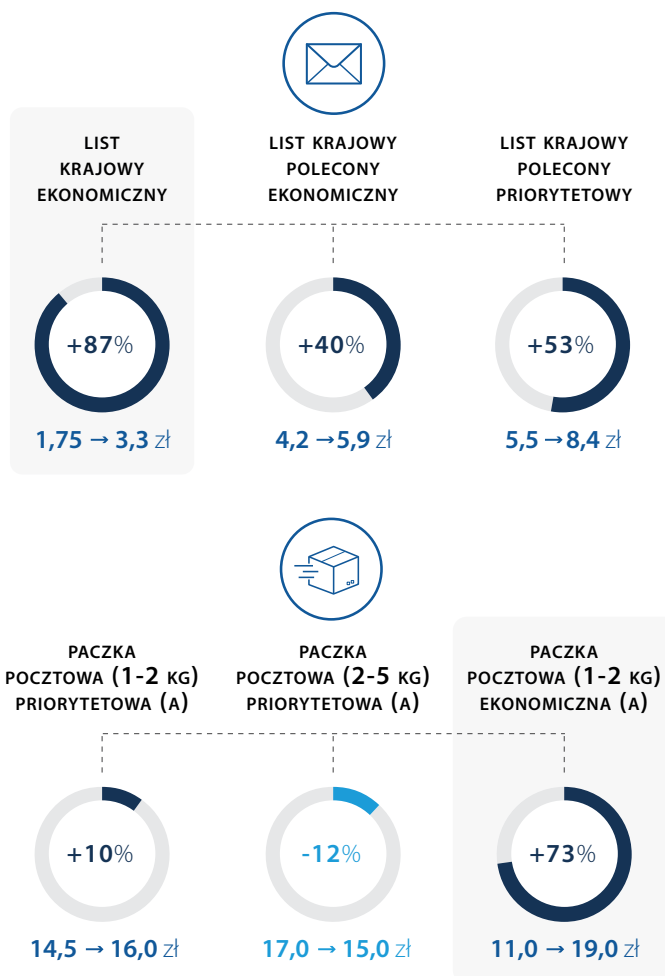 LIST
KRAJOWY
EKONOMICZNY
LIST KRAJOWY
POLECONY
EKONOMICZNY
LIST KRAJOWY
POLECONY
PRIORYTETOWY
+87%
+40%
+53%
1,75 → 3,3 zł
4,2 → 5,9 zł
5,5 → 8,4 zł
PACZKA
POCZTOWA (1-2 KG)
PRIORYTETOWA (A)
PACZKA
POCZTOWA (2-5 KG)
PRIORYTETOWA (A)
PACZKA
POCZTOWA (1-2 KG)
EKONOMICZNA (A)
+10%
-12%
+73%
14,5 → 16,0 zł
17,0 → 15,0 zł
11,0 → 19,0 zł